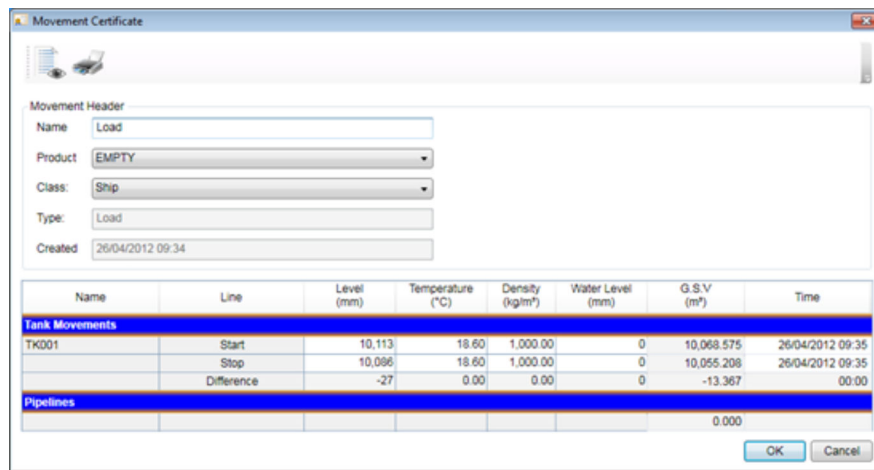 Movement Certificate
Movement Header
Name Load
Product EMPTY
Class: Ship
Type: Load
Created 26/04/2012 09:34
Name Line Level (mm) Temperature (°C) Density (kg/m³) Water Level (mm) G.S.V (m³) Time
Tank Movements
TK001 Start 10,113 18.60 1,000.00 0 10,068.575 26/04/2012 09:35
Stop 10,086 18.60 1,000.00 0 10,055.208 26/04/2012 09:35
Difference -27 0.00 0.00 0 -13.367 00:00
Pipelines
0.000
OK Cancel